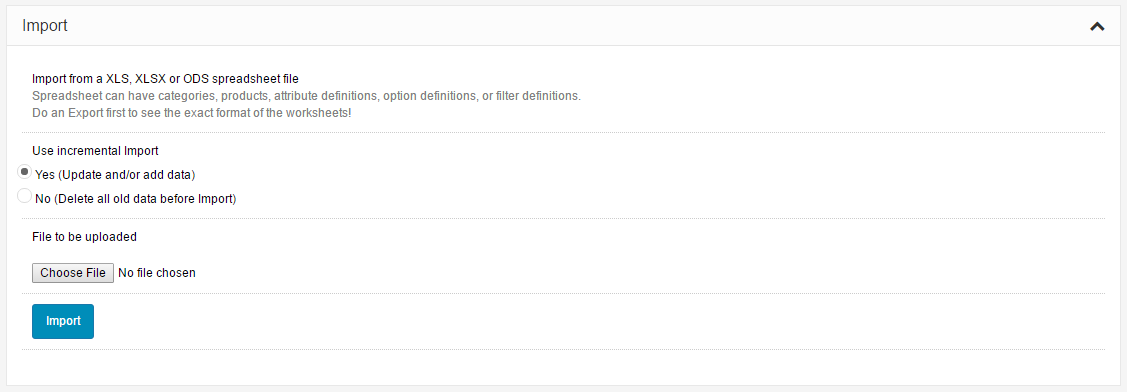 Import
Import from a XLS, XLSX or ODS spreadsheet file
Spreadsheet can have categories, products, attribute definitions, option definitions, or filter definitions.
Do an Export first to see the exact format of the worksheets!
Use incremental Import
Yes (Update and/or add data)
No (Delete all old data before Import)
File to be uploaded
Choose File No file chosen
Import